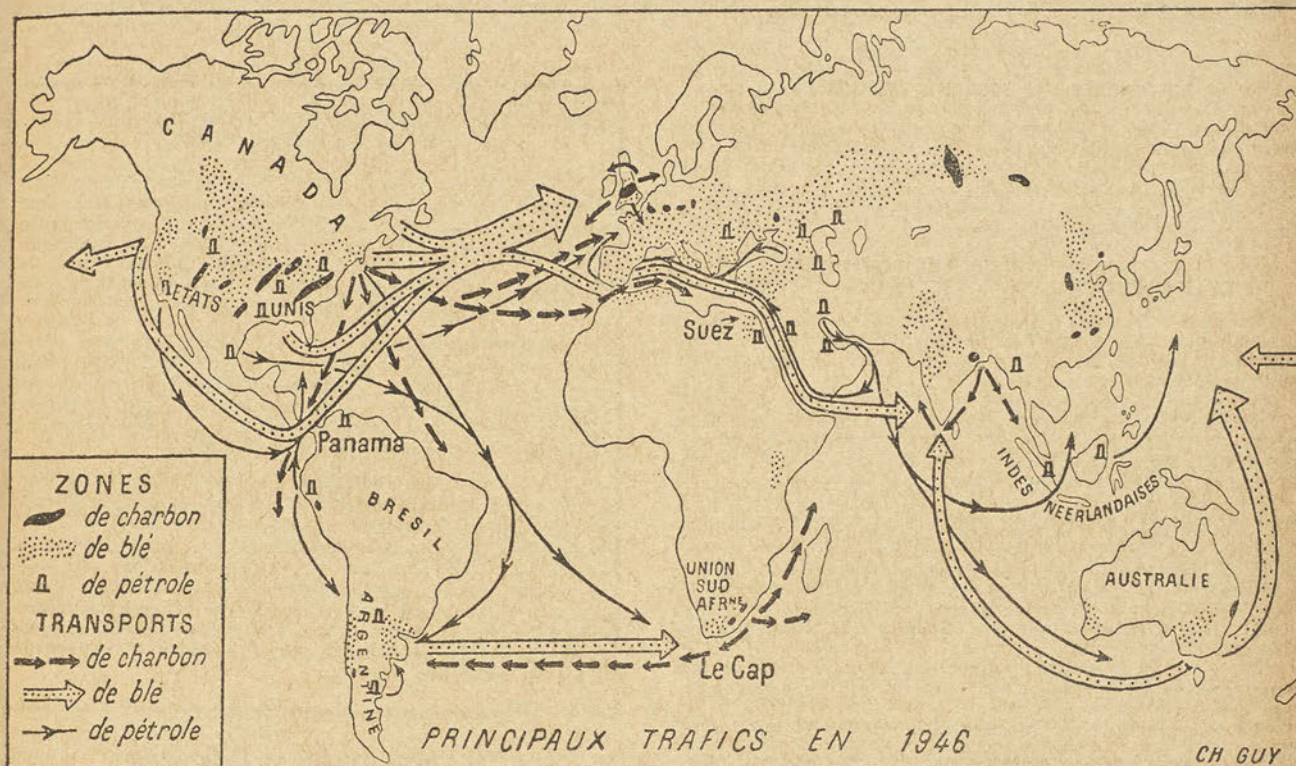 CANADA
ETATS
UNIS
Suez
Panama
BRESIL
INDES
NEERLANDAISES
UNION
SUD
AFRNE
AUSTRALIE
ARGENTINE
Le Cap
ZONES
de charbon
de blé
de pétrole
TRANSPORTS
de charbon
de blé
de pétrole
PRINCIPAUX TRAFICS EN 1946
CH GUY